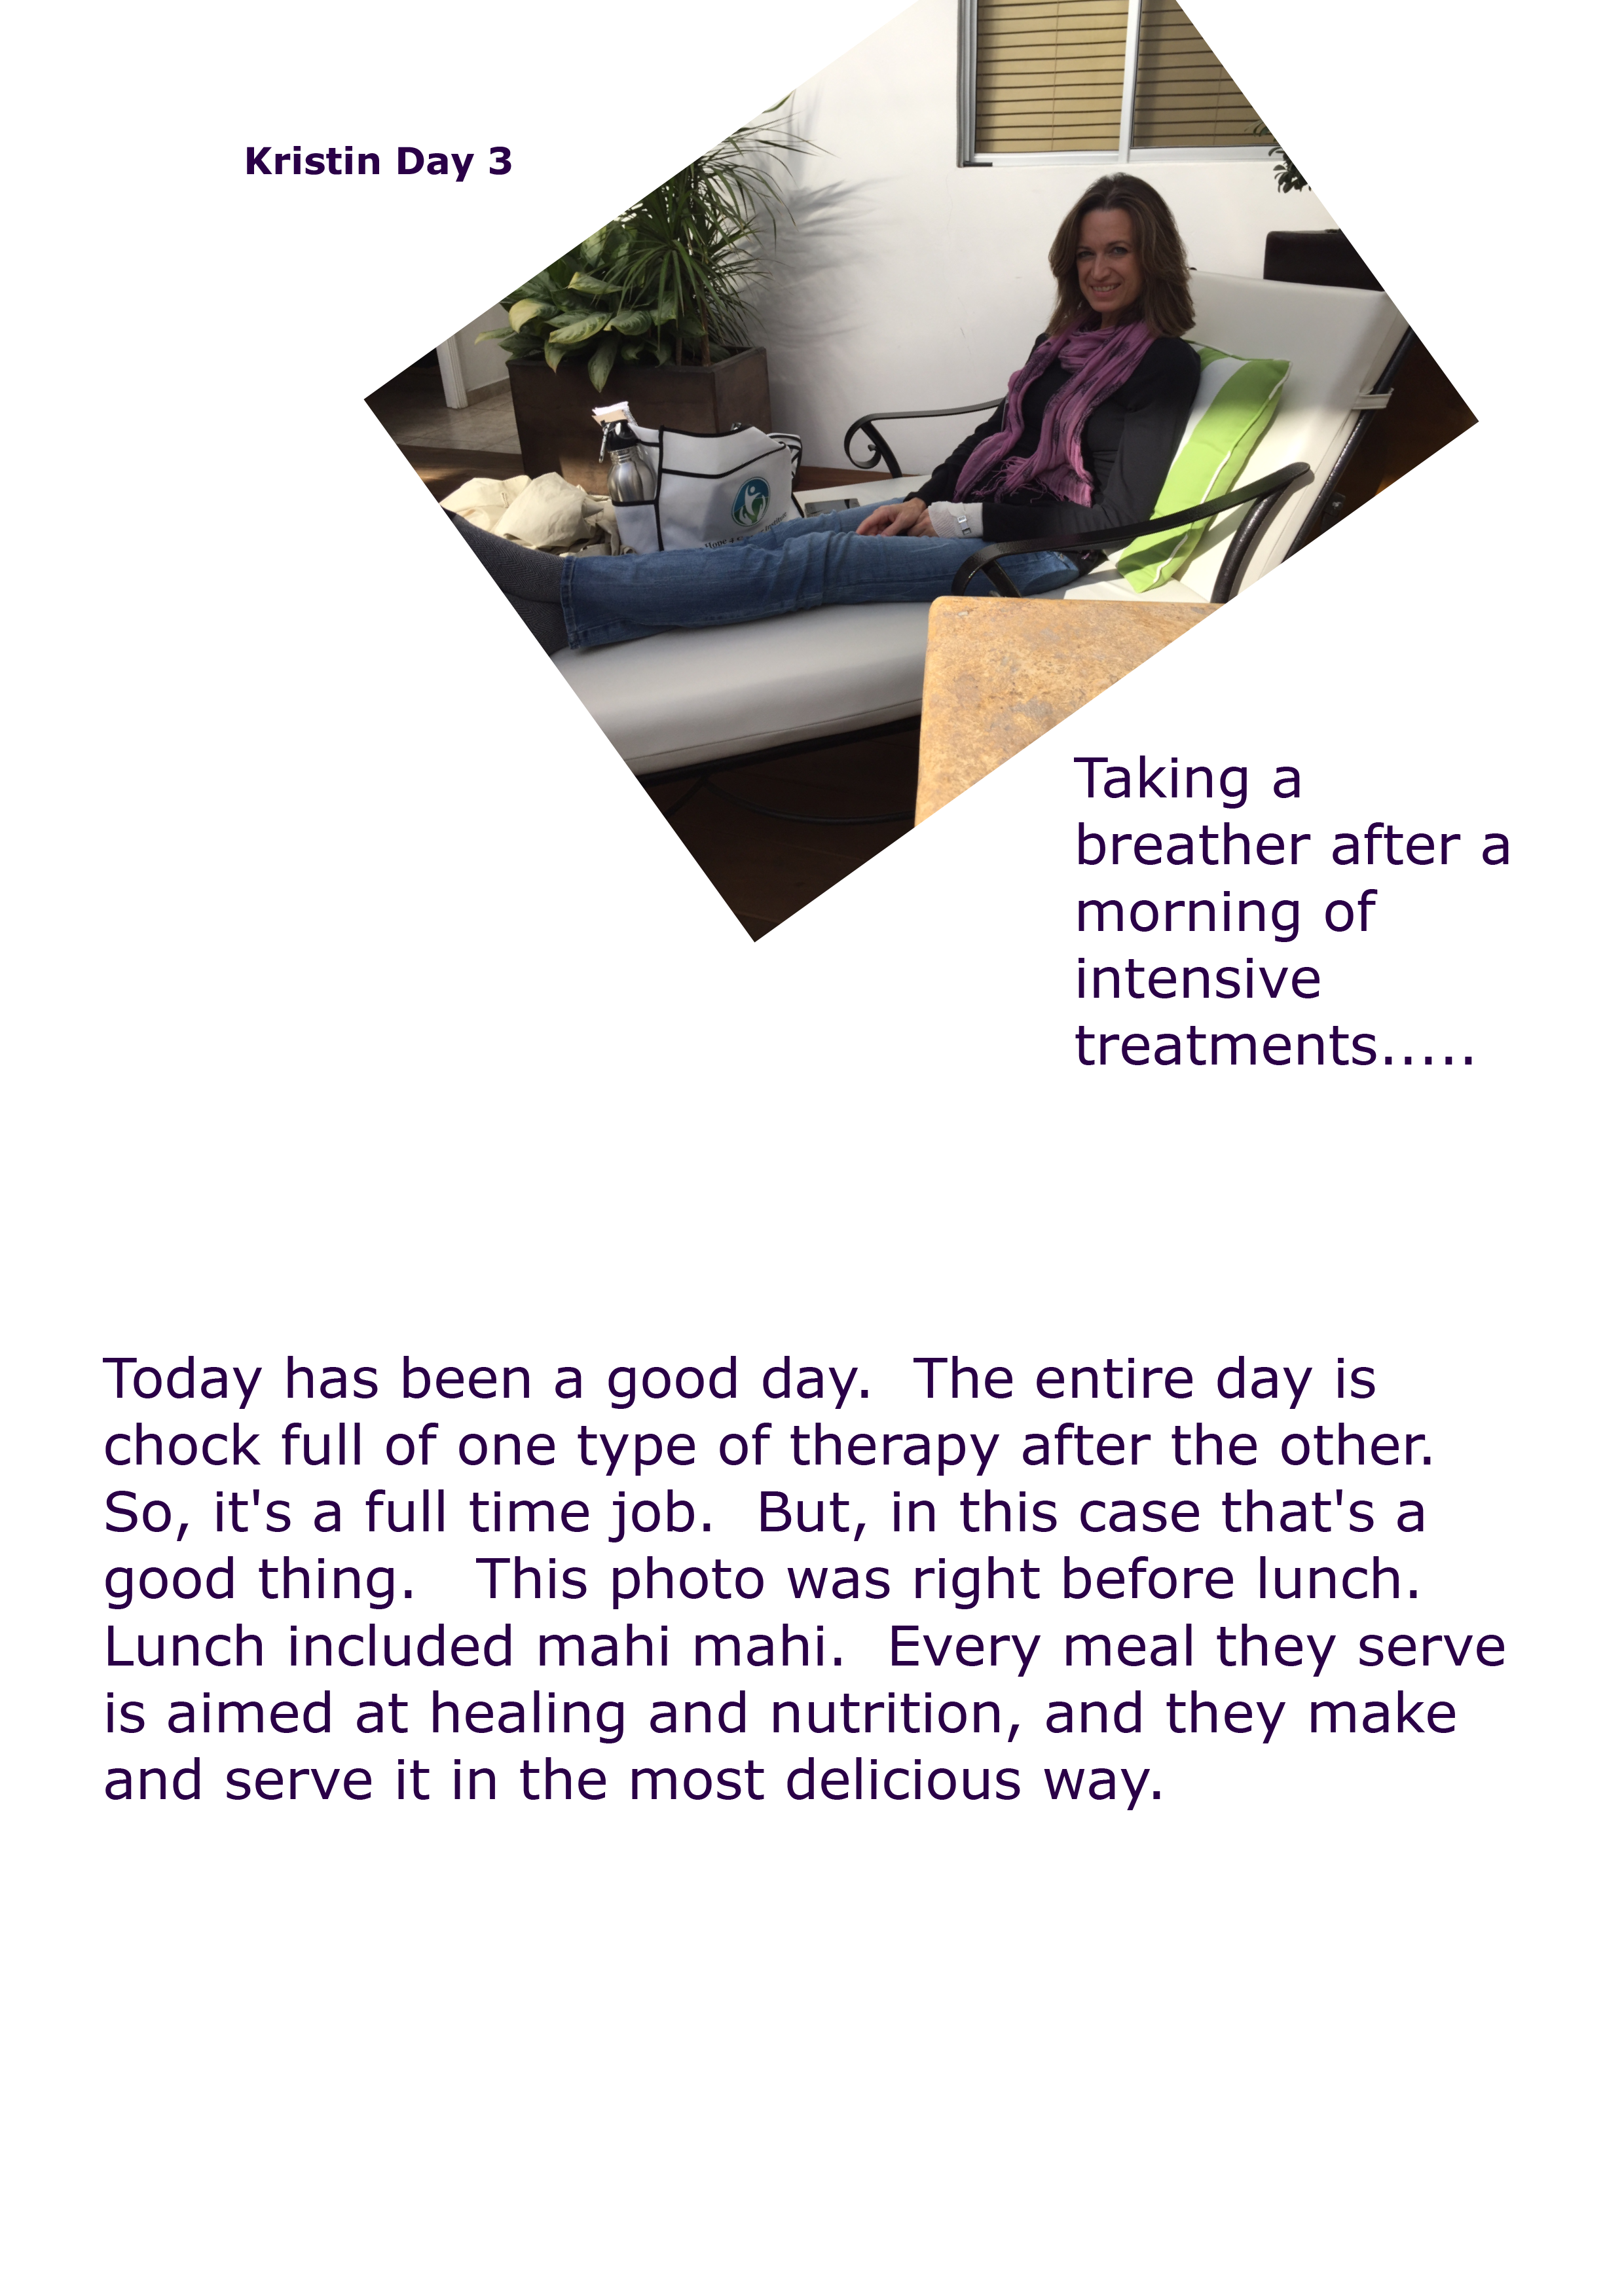 Kristin Day 3
Taking a
breather after a
morning of
intensive
treatments.....
Today has been a good day.  The entire day is
chock full of one type of therapy after the other.
So, it's a full time job.  But, in this case that's a
good thing.   This photo was right before lunch.
Lunch included mahi mahi.  Every meal they serve
is aimed at healing and nutrition, and they make
and serve it in the most delicious way.